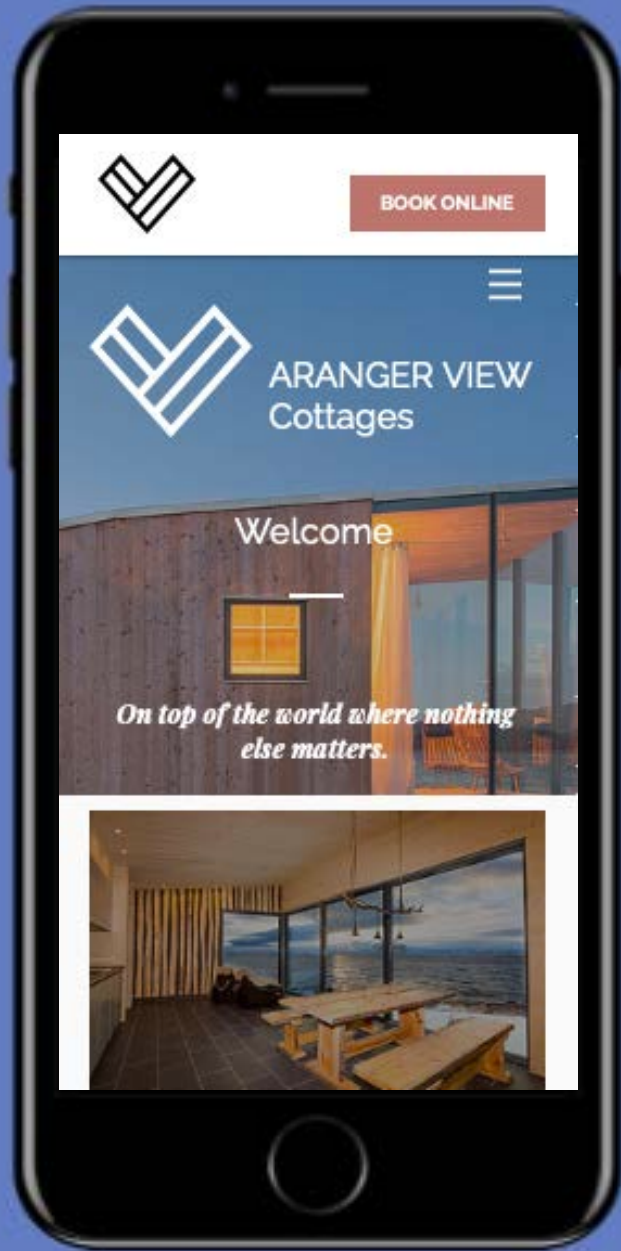 BOOK ONLINE
ARANGER VIEW
Cottages
Welcome
On top of the world where nothing
else matters.